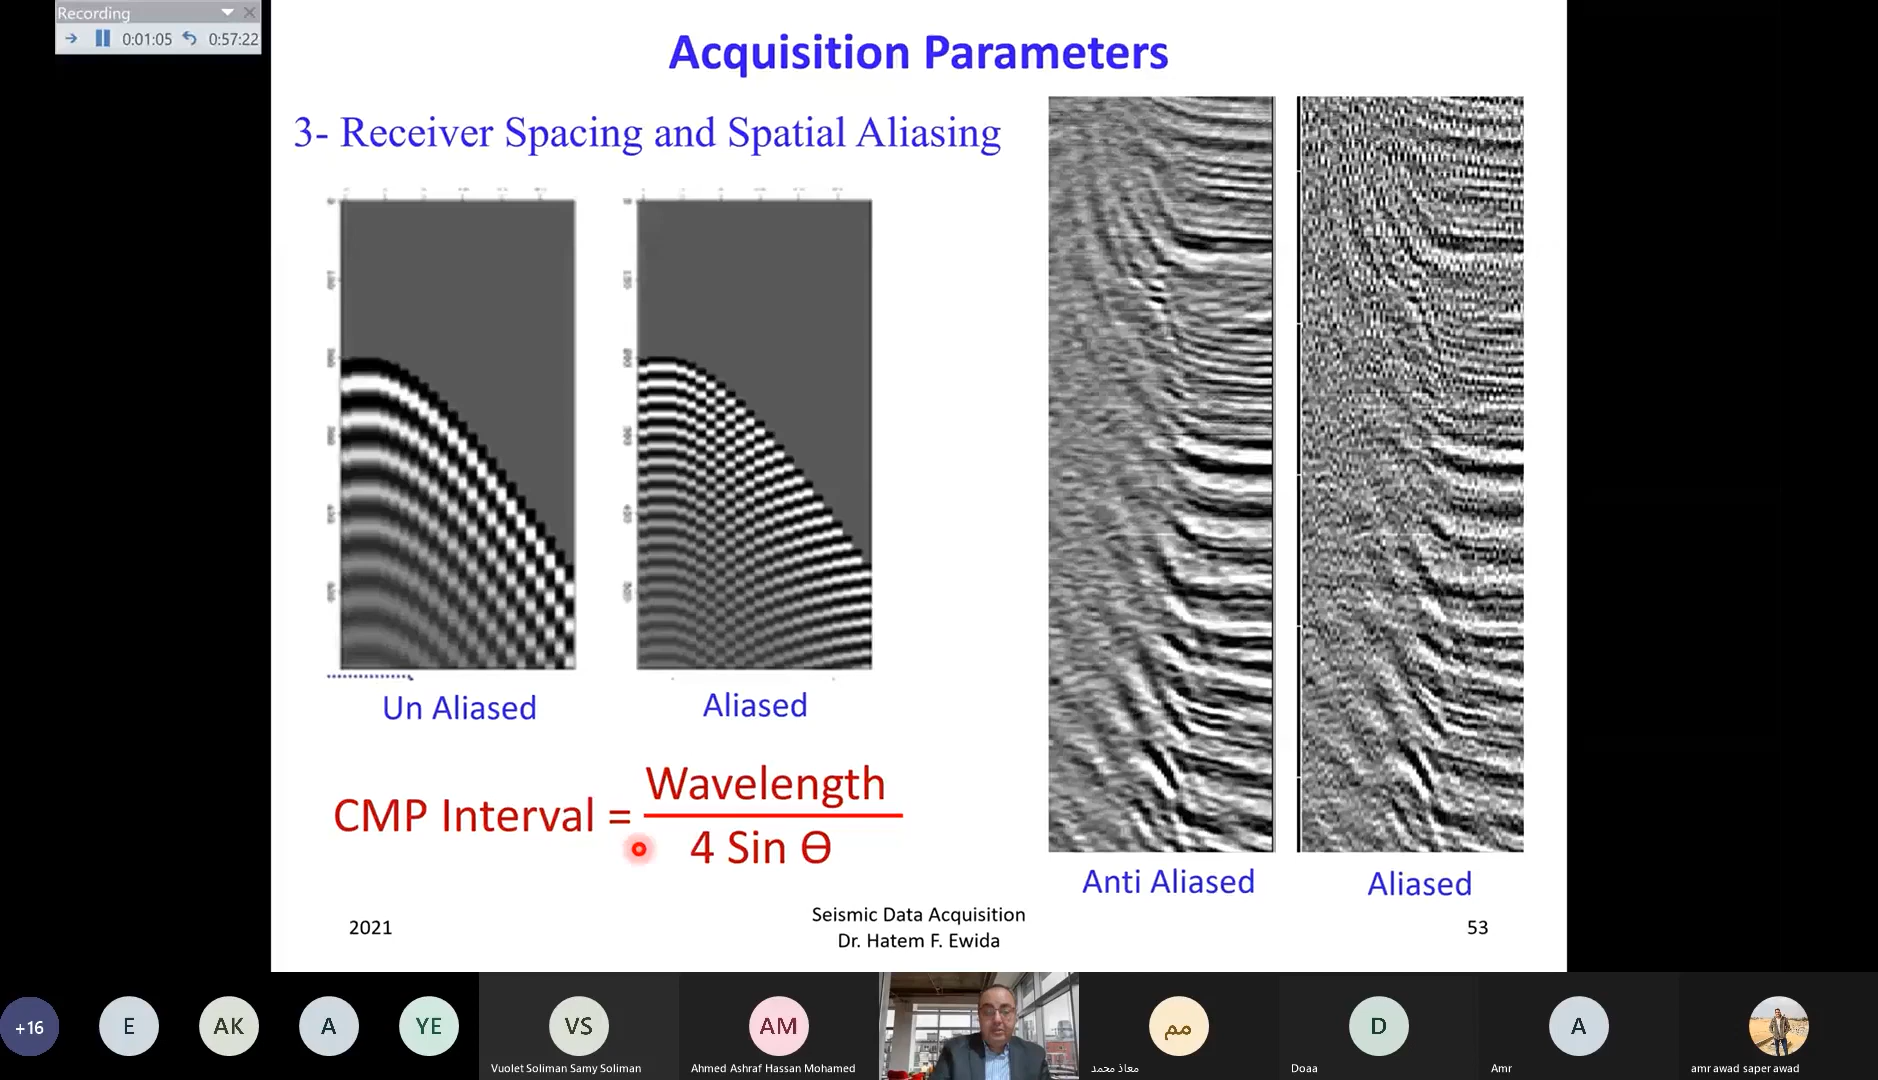 Recording
0:01:05 0:57:22
Acquisition Parameters
3- Receiver Spacing and Spatial Aliasing
Un Aliased
Aliased
CMP Interval = Wavelength
4 Sin Ɵ
Anti Aliased
Aliased
2021
Seismic Data Acquisition
Dr. Hatem F. Ewida
53
+16
E
AK
A
YE
VS
AM
مم
D
A
Vuolet Soliman Samy Soliman
Ahmed Ashraf Hassan Mohamed
معاذ محمد
Doaa
Amr
amr awad saper awad